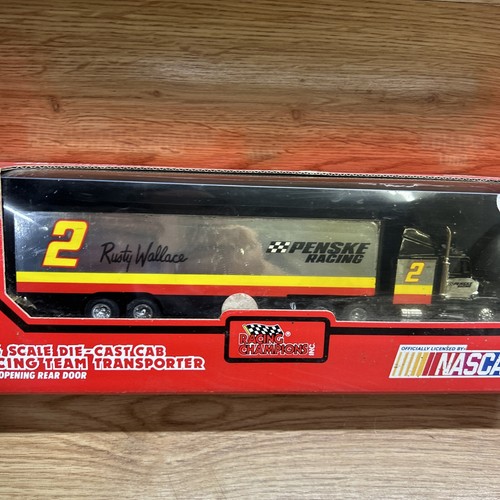 2
Rusty Wallace
PENSKE
RACING
2
SCALE DIE-CAST CAB
RACING TEAM TRANSPORTER
OPENING REAR DOOR
RACING
CHAMPIONS INC.
®
OFFICIALLY LICENSED BY:
NASCA